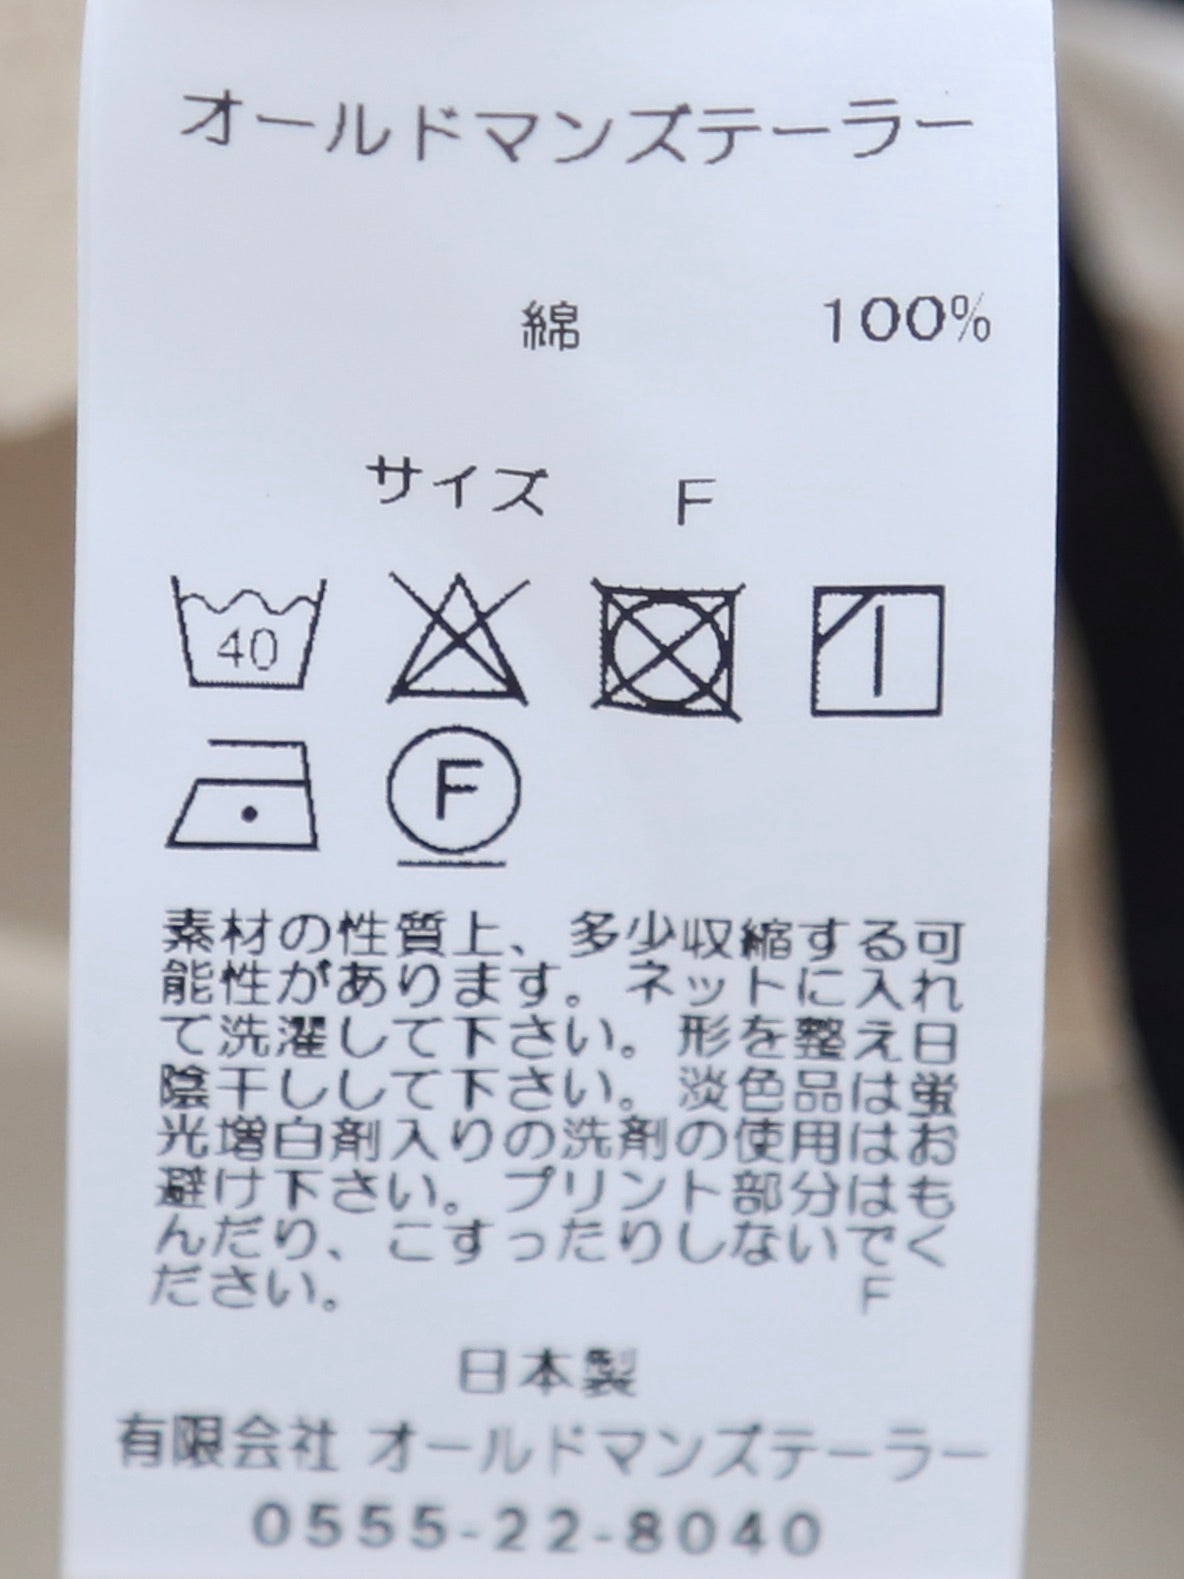 オールドマンズテーラー
綿 100%
サイズ F
40
F
素材の性質上、多少収縮する可
能性があります。ネットに入れ
て洗濯して下さい。形を整え日
陰干しして下さい。淡色品は蛍
光増白剤入りの洗剤の使用はお
避け下さい。プリント部分はも
んだり、こすったりしないでく
ださい。 F
日本製
有限会社 オールドマンズテーラー
0555-22-8040